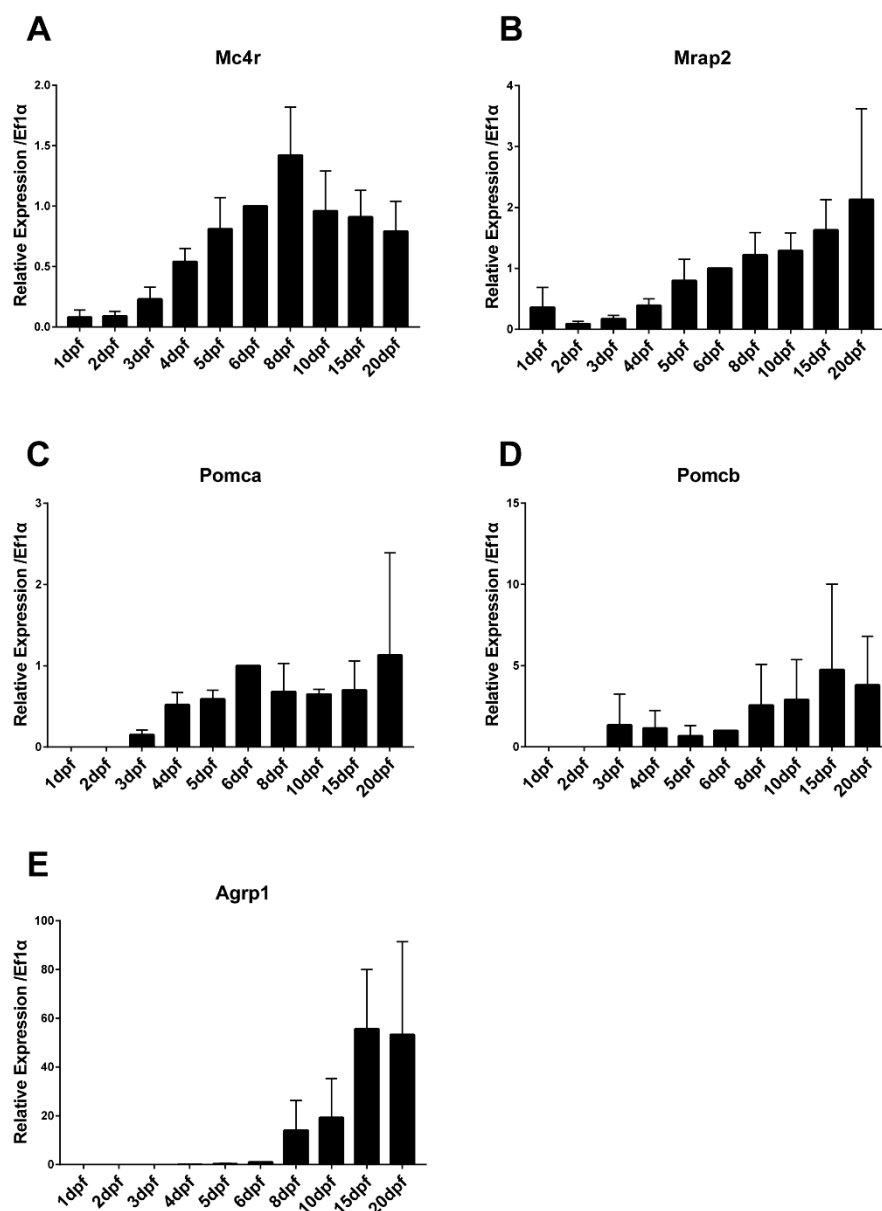 A
Mc4r
Relative Expression /Ef1α
2.0
1.5
1.0
0.5
0.0
1dpf 2dpf 3dpf 4dpf 5dpf 6dpf 8dpf 10dpf 15dpf 20dpf
B
Mrap2
Relative Expression /Ef1α
4
3
2
1
0
1dpf 2dpf 3dpf 4dpf 5dpf 6dpf 8dpf 10dpf 15dpf 20dpf
C
Pomca
Relative Expression /Ef1α
3
2
1
0
1dpf 2dpf 3dpf 4dpf 5dpf 6dpf 8dpf 10dpf 15dpf 20dpf
D
Pomcb
Relative Expression /Ef1α
15
10
5
0
1dpf 2dpf 3dpf 4dpf 5dpf 6dpf 8dpf 10dpf 15dpf 20dpf
E
Agrp1
Relative Expression /Ef1α
100
80
60
40
20
0
1dpf 2dpf 3dpf 4dpf 5dpf 6dpf 8dpf 10dpf 15dpf 20dpf